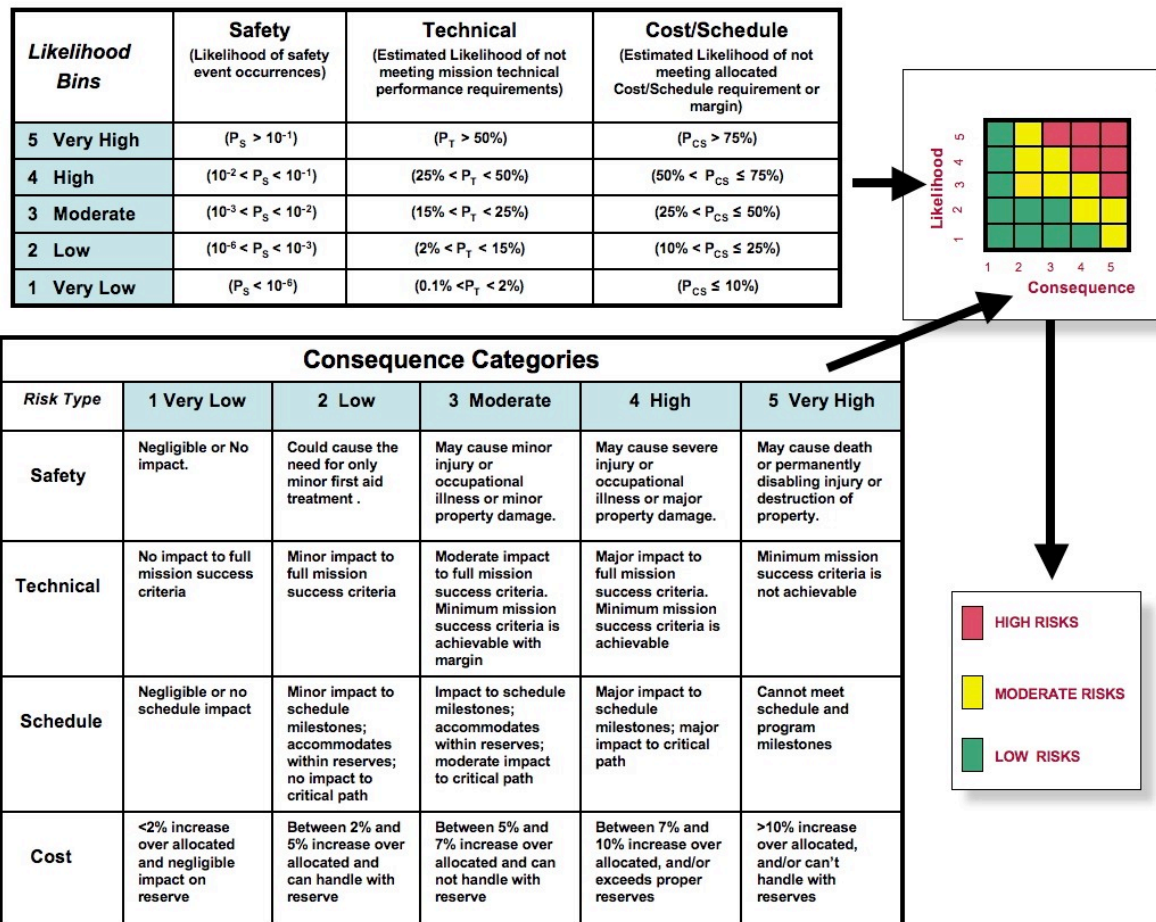 Likelihood
Bins
Safety
(Likelihood of safety
event occurrences)
Technical
(Estimated Likelihood of not
meeting mission technical
performance requirements)
Cost/Schedule
(Estimated Likelihood of not
meeting allocated
Cost/Schedule requirement or
margin)
5 Very High
(P_S > 10^-1)
(P_T > 50%)
(P_CS > 75%)
4 High
(10^-2 < P_S < 10^-1)
(25% < P_T < 50%)
(50% < P_CS ≤ 75%)
3 Moderate
(10^-3 < P_S < 10^-2)
(15% < P_T < 25%)
(25% < P_CS ≤ 50%)
2 Low
(10^-6 < P_S < 10^-3)
(2% < P_T < 15%)
(10% < P_CS ≤ 25%)
1 Very Low
(P_S < 10^-6)
(0.1% <P_T < 2%)
(P_CS ≤ 10%)
Likelihood
5
4
3
2
1
1 2 3 4 5
Consequence
Consequence Categories
Risk Type
1 Very Low
2 Low
3 Moderate
4 High
5 Very High
Safety
Negligible or No
impact.
Could cause the
need for only
minor first aid
treatment .
May cause minor
injury or
occupational
illness or minor
property damage.
May cause severe
injury or
occupational
illness or major
property damage.
May cause death
or permanently
disabling injury or
destruction of
property.
Technical
No impact to full
mission success
criteria
Minor impact to
full mission
success criteria
Moderate impact
to full mission
success criteria.
Minimum mission
success criteria is
achievable with
margin
Major impact to
full mission
success criteria.
Minimum mission
success criteria is
achievable
Minimum mission
success criteria is
not achievable
Schedule
Negligible or no
schedule impact
Minor impact to
schedule
milestones;
accommodates
within reserves;
no impact to
critical path
Impact to schedule
milestones;
accommodates
within reserves;
moderate impact
to critical path
Major impact to
schedule
milestones; major
impact to critical
path
Cannot meet
schedule and
program
milestones
Cost
<2% increase
over allocated
and negligible
impact on
reserve
Between 2% and
5% increase over
allocated and
can handle with
reserve
Between 5% and
7% increase over
allocated and can
not handle with
reserve
Between 7% and
10% increase over
allocated, and/or
exceeds proper
reserves
>10% increase
over allocated,
and/or can't
handle with
reserves
HIGH RISKS
MODERATE RISKS
LOW RISKS